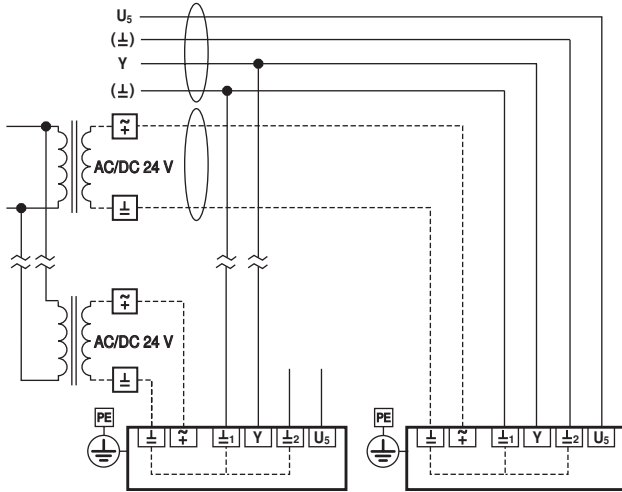 U₅
(⊥)
Y
(⊥)
~+
AC/DC 24 V
⊥
~+
AC/DC 24 V
⊥
PE
⊥ ~+ ⊥1 Y ⊥2 U₅
PE
⊥ ~+ ⊥1 Y ⊥2 U₅